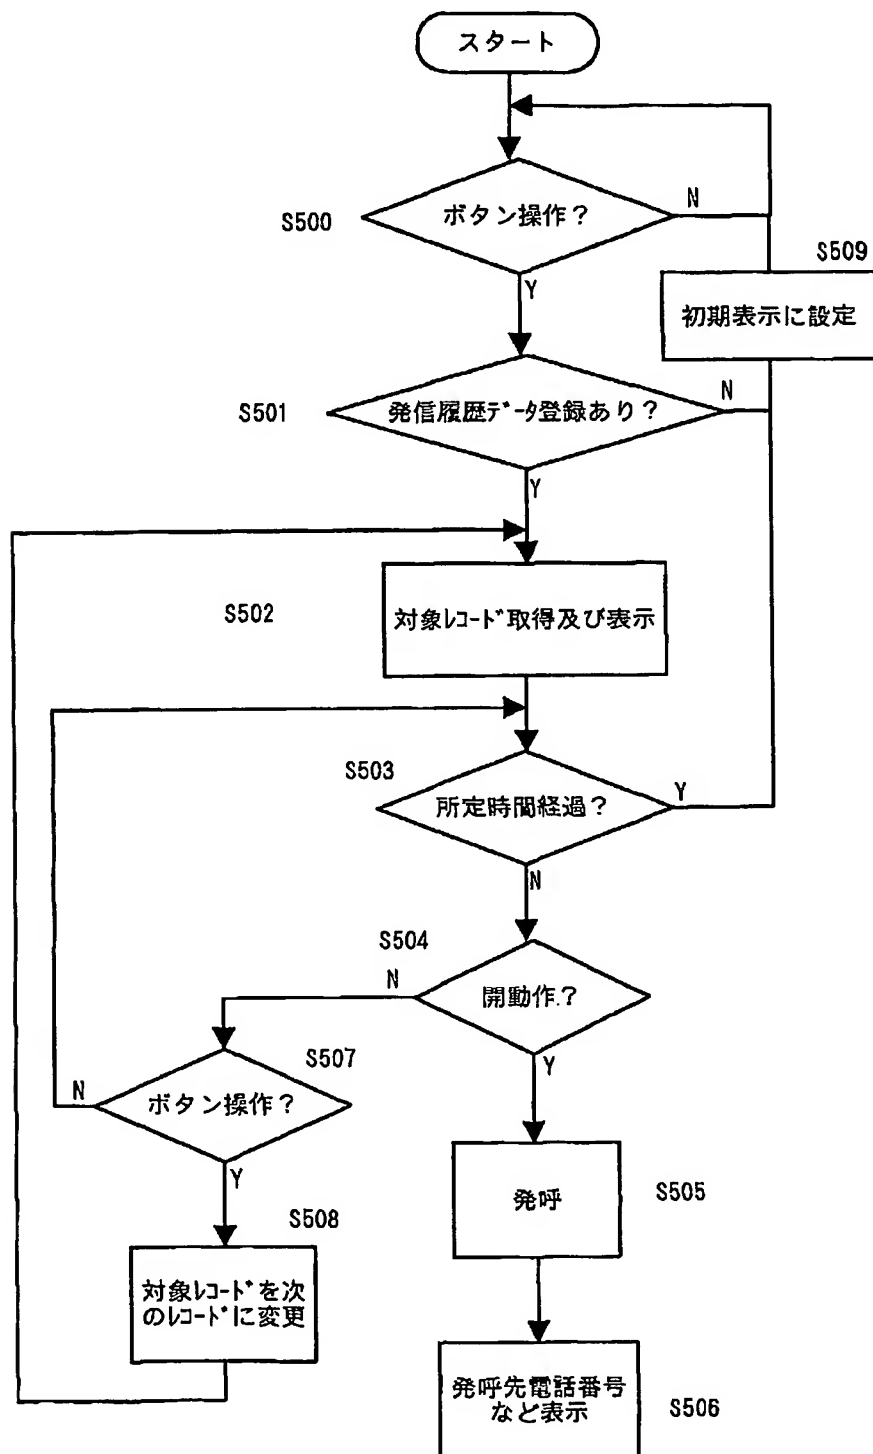 スタート
ボタン操作？
N
S500
Y
S509
初期表示に設定
発信履歴ﾃﾞｰﾀ登録あり？
N
S501
Y
対象ﾚｺｰﾄﾞ取得及び表示
S502
S503
所定時間経過？
Y
N
S504
開動作？
N
Y
S507
ボタン操作？
N
Y
発呼
S505
S508
対象ﾚｺｰﾄﾞを次
のﾚｺｰﾄﾞに変更
発呼先電話番号
など表示
S506